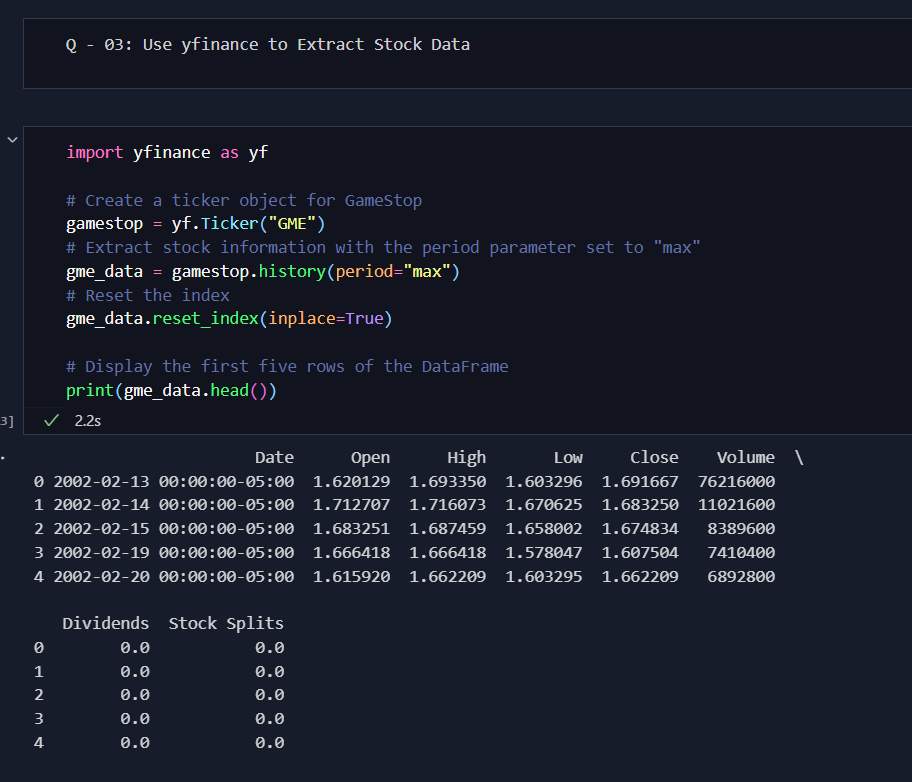 Q - 03: Use yfinance to Extract Stock Data
import yfinance as yf
# Create a ticker object for GameStop
gamestop = yf.Ticker("GME")
# Extract stock information with the period parameter set to "max"
gme_data = gamestop.history(period="max")
# Reset the index
gme_data.reset_index(inplace=True)
# Display the first five rows of the DataFrame
print(gme_data.head())
3] 2.2s
Date Open High Low Close Volume \
0 2002-02-13 00:00:00-05:00 1.620129 1.693350 1.603296 1.691667 76216000
1 2002-02-14 00:00:00-05:00 1.712707 1.716073 1.670625 1.683250 11021600
2 2002-02-15 00:00:00-05:00 1.683251 1.687459 1.658002 1.674834 8389600
3 2002-02-19 00:00:00-05:00 1.666418 1.666418 1.578047 1.607504 7410400
4 2002-02-20 00:00:00-05:00 1.615920 1.662209 1.603295 1.662209 6892800
Dividends Stock Splits
0 0.0 0.0
1 0.0 0.0
2 0.0 0.0
3 0.0 0.0
4 0.0 0.0